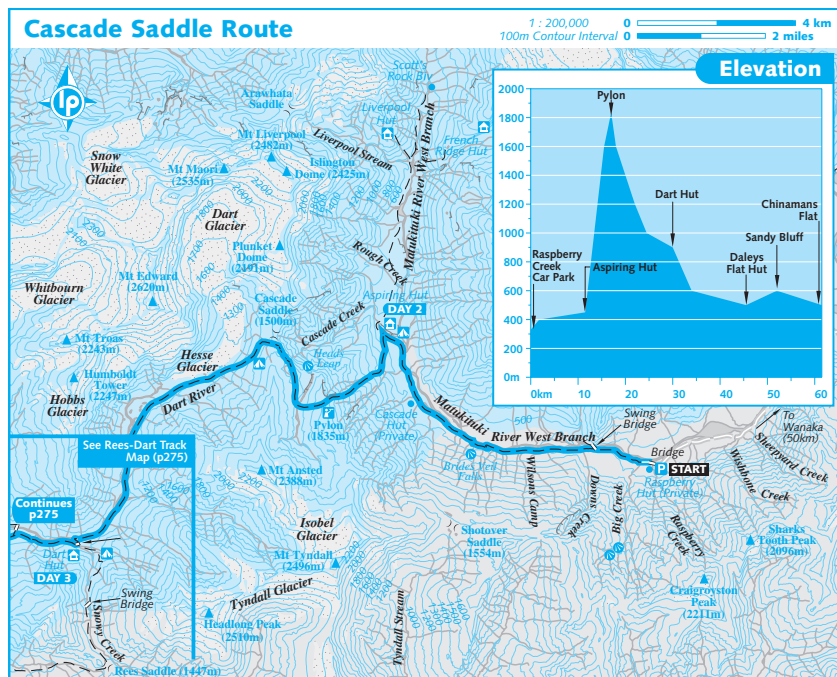 Cascade Saddle Route
1 : 200,000
0
4 km
100m Contour Interval
0
2 miles
lp
Elevation
2000
1800
1600
1400
1200
1000
800
600
400
200
0m
0km
10
20
30
40
50
60
Pylon
Dart Hut
Chinamans
Flat
Sandy Bluff
Daleys
Flat Hut
Raspberry
Creek
Car Park
Aspiring Hut
Scott's
Rock Biv
Arawhata
Saddle
Liverpool
Hut
French
Ridge Hut
Mt Liverpool
(2482m)
Liverpool Stream
Islington
Dome (2425m)
Matukituki River West Branch
Snow
White
Glacier
Mt Maori
(2535m)
Dart
Glacier
Plunket
Dome
(2491m)
Rough Creek
Mt Edward
(2620m)
Whitbourn
Glacier
Cascade
Saddle
(1500m)
Cascade Creek
Aspiring Hut
DAY 2
Mt Troas
(2243m)
Hesse
Glacier
Heads
Leap
Humboldt
Tower
(2247m)
Hobbs
Glacier
Dart River
Pylon
(1835m)
Cascade
Hut
(Private)
Matukituki
River West Branch
500
Swing
Bridge
To
Wanaka
(50km)
Bridge
P START
Raspberry
Hut (Private)
Sheepyard Creek
Wishbone Creek
Brides Veil
Falls
Wilsons Camp
Downs Creek
Big Creek
Raspberry Creek
See Rees-Dart Track
Map (p275)
Continues
p275
Mt Ansted
(2388m)
Isobel
Glacier
Shotover
Saddle
(1554m)
Sharks
Tooth Peak
(2096m)
Mt Tyndall
(2496m)
Craigroyston
Peak
(2211m)
Dart
Hut
DAY 3
Swing
Bridge
Snowy Creek
Tyndall Glacier
Tyndall Stream
Headlong Peak
(2510m)
Rees Saddle (1447m)